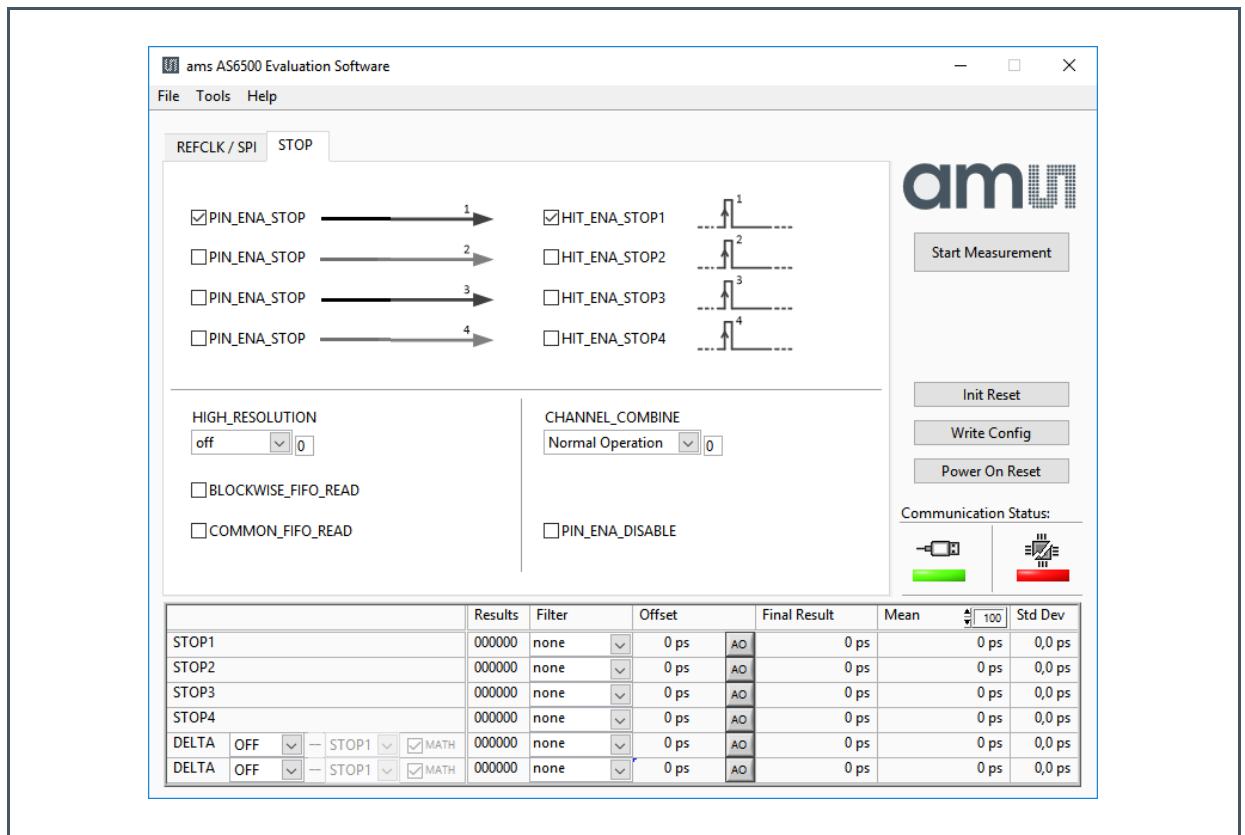 ams AS6500 Evaluation Software
File Tools Help
REFCLK / SPI STOP
am
PIN_ENA_STOP 1 HIT_ENA_STOP1 1
PIN_ENA_STOP 2 HIT_ENA_STOP2 2
PIN_ENA_STOP 3 HIT_ENA_STOP3 3
PIN_ENA_STOP 4 HIT_ENA_STOP4 4
Start Measurement
Init Reset
Write Config
Power On Reset
HIGH_RESOLUTION CHANNEL_COMBINE
off 0 Normal Operation 0
BLOCKWISE_FIFO_READ
COMMON_FIFO_READ PIN_ENA_DISABLE
Communication Status:
Results Filter Offset Final Result Mean 100 Std Dev
STOP1 000000 none 0 ps AO 0 ps 0 ps 0,0 ps
STOP2 000000 none 0 ps AO 0 ps 0 ps 0,0 ps
STOP3 000000 none 0 ps AO 0 ps 0 ps 0,0 ps
STOP4 000000 none 0 ps AO 0 ps 0 ps 0,0 ps
DELTA OFF — STOP1 MATH 000000 none 0 ps AO 0 ps 0 ps 0,0 ps
DELTA OFF — STOP1 MATH 000000 none 0 ps AO 0 ps 0 ps 0,0 ps